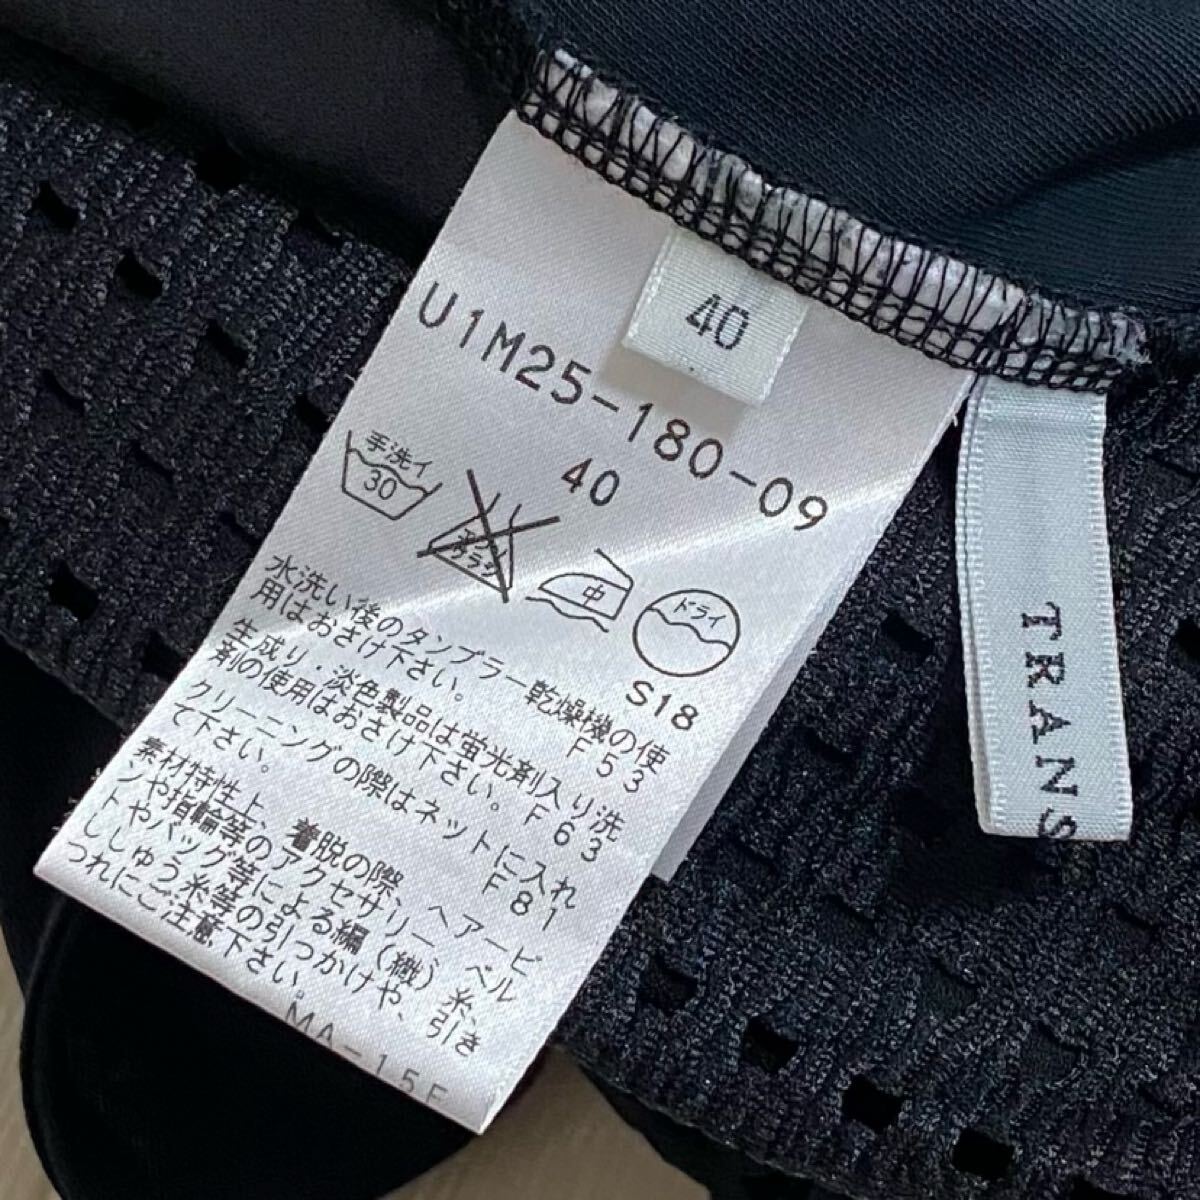 40
U1M25-180-09
40
手洗イ
30
中
ドライ
S18
水洗い後のタンブラー乾燥機の使
用はおさけ下さい。 F53
生成り・淡色製品は蛍光剤入り洗
剤の使用はおさけ下さい。 F63
クリーニングの際はネットに入れ
て下さい。 F81
素材特性上、着脱の際、ヘアーピ
ンや指輪等のアクセサリー、ベル
トやバッグ等による編(織)糸、
ししゅう糸等の引つかけや、引き
つれにご注意下さい。
MA-15F
TRANS